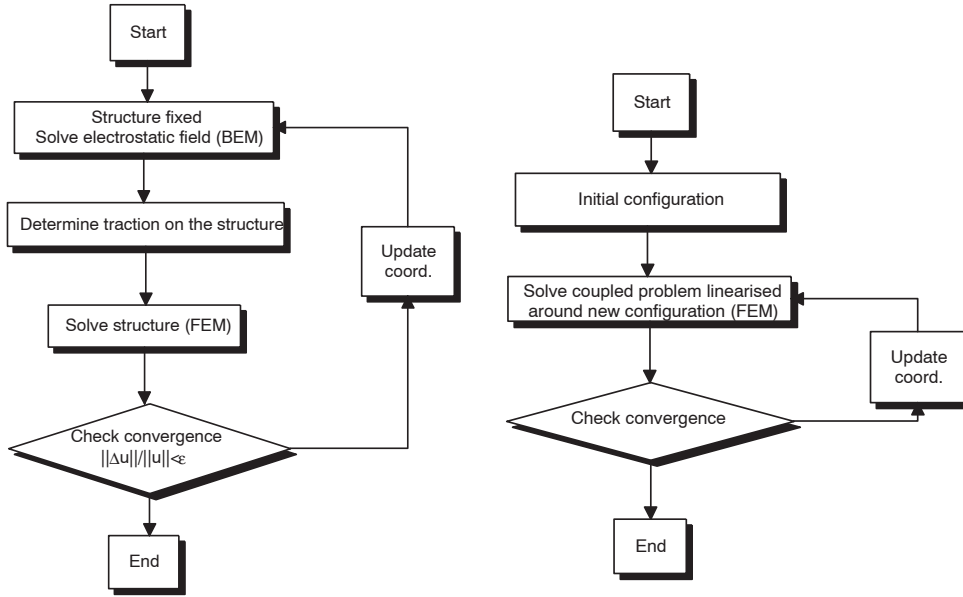 Start
Structure fixed
Solve electrostatic field (BEM)
Determine traction on the structure
Update
coord.
Solve structure (FEM)
Check convergence
||Δu||/||u||<ε
End
Start
Initial configuration
Solve coupled problem linearised
around new configuration (FEM)
Update
coord.
Check convergence
End